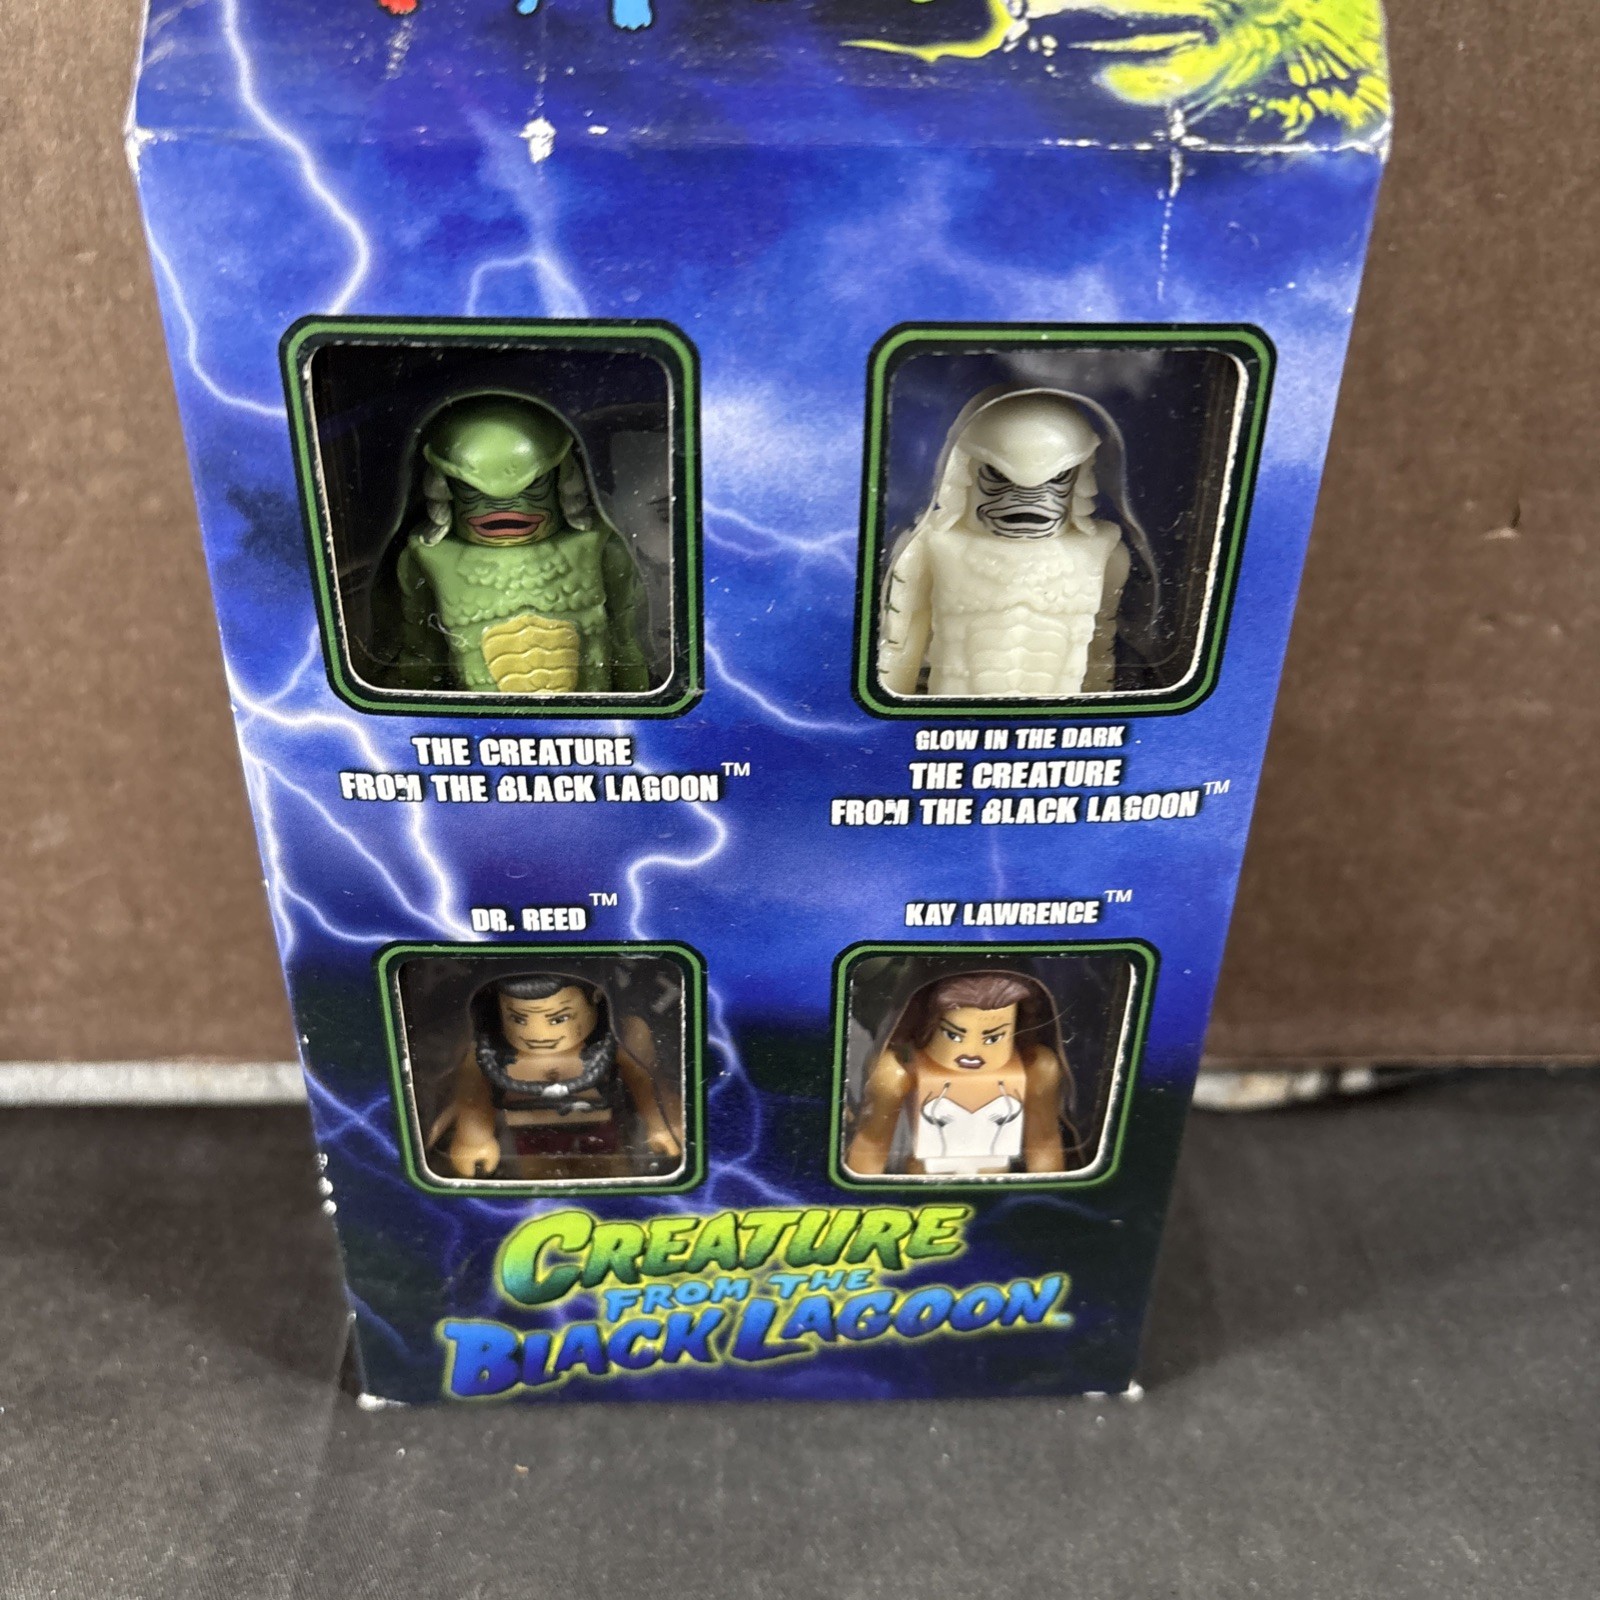 THE CREATURE
FROM THE BLACK LAGOON™
GLOW IN THE DARK
THE CREATURE
FROM THE BLACK LAGOON™
DR. REED™
KAY LAWRENCE™
CREATURE
FROM THE
BLACK LAGOON™